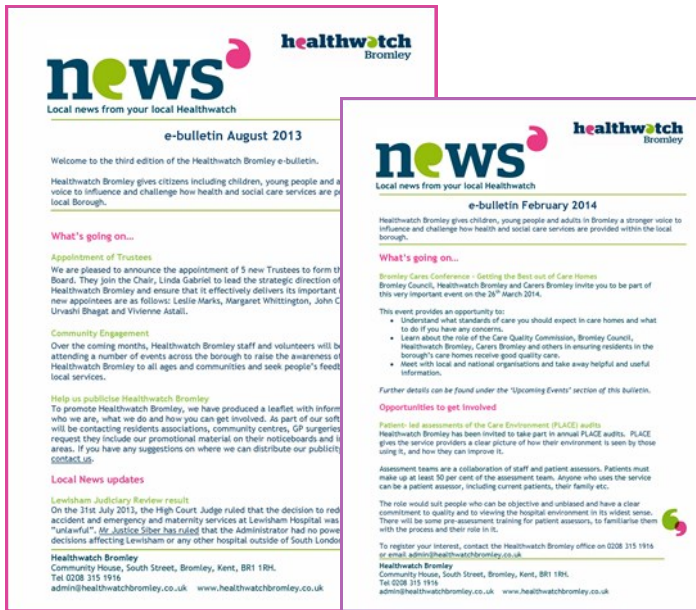 news
healthwatch
Bromley
Local news from your local Healthwatch
e-bulletin August 2013
Welcome to the third edition of the Healthwatch Bromley e-bulletin.
Healthwatch Bromley gives citizens including children, young people and a
voice to influence and challenge how health and social care services are p
local Borough.
What's going on…
Appointment of Trustees
We are pleased to announce the appointment of 5 new Trustees to form th
Board. They join the Chair, Linda Gabriel to lead the strategic direction of
Healthwatch Bromley and ensure that it effectively delivers its important
new appointees are as follows: Leslie Marks, Margaret Whittington, John C
Urvashi Bhagat and Vivienne Astall.
Community Engagement
Over the coming months, Healthwatch Bromley staff and volunteers will b
attending a number of events across the borough to raise the awareness of
Healthwatch Bromley to all ages and communities and seek people's feedb
local services.
Help us publicise Healthwatch Bromley
To promote Healthwatch Bromley, we have produced a leaflet with inform
who we are, what we do and how you can get involved. As part of our soft
will be contacting residents associations, community centres, GP surgeries
request they include our promotional material on their noticeboards and i
areas. If you have any suggestions on where we can distribute our publicit
contact us.
Local News updates
Lewisham Judiciary Review result
On the 31st July 2013, the High Court Judge ruled that the decision to red
accident and emergency and maternity services at Lewisham Hospital was
"unlawful". Mr Justice Siber has ruled that the Administrator had no powe
decisions affecting Lewisham or any other hospital outside of South Londo
Healthwatch Bromley
Community House, South Street, Bromley, Kent, BR1 1RH.
Tel 0208 315 1916
admin@healthwatchbromley.co.uk www.healthwatchbromley.co.uk
news
healthwatch
Bromley
Local news from your local Healthwatch
e-bulletin February 2014
Healthwatch Bromley gives children, young people and adults in Bromley a stronger voice to
influence and challenge how health and social care services are provided within the local
borough.
What's going on…
Bromley Cares Conference - Getting the Best out of Care Homes
Bromley Council, Healthwatch Bromley and Carers Bromley invite you to be part of
this very important event on the 26th March 2014.
This event provides an opportunity to:
• Understand what standards of care you should expect in care homes and what
to do if you have any concerns.
• Learn about the role of the Care Quality Commission, Bromley Council,
Healthwatch Bromley, Carers Bromley and others in ensuring residents in the
borough's care homes receive good quality care.
• Meet with local and national organisations and take away helpful and useful
information.
Further details can be found under the 'Upcoming Events' section of this bulletin.
Opportunities to get involved
Patient- led assessments of the Care Environment (PLACE) audits
Healthwatch Bromley has been invited to take part in annual PLACE audits. PLACE
gives the service providers a clear picture of how their environment is seen by those
using it, and how they can improve it.
Assessment teams are a collaboration of staff and patient assessors. Patients must
make up at least 50 per cent of the assessment team. Anyone who uses the service
can be a patient assessor, including current patients, their family etc.
The role would suit people who can be objective and unbiased and have a clear
commitment to quality and to viewing the hospital environment in its widest sense.
There will be some pre-assessment training for patient assessors, to familiarise them
with the process and their role in it.
To register your interest, contact the Bromley office on 0208 315 1916
or email admin@healthwatchbromley.co.uk
Healthwatch Bromley
Community House, South Street, Bromley, Kent, BR1 1RH.
Tel 0208 315 1916
admin@healthwatchbromley.co.uk www.healthwatchbromley.co.uk